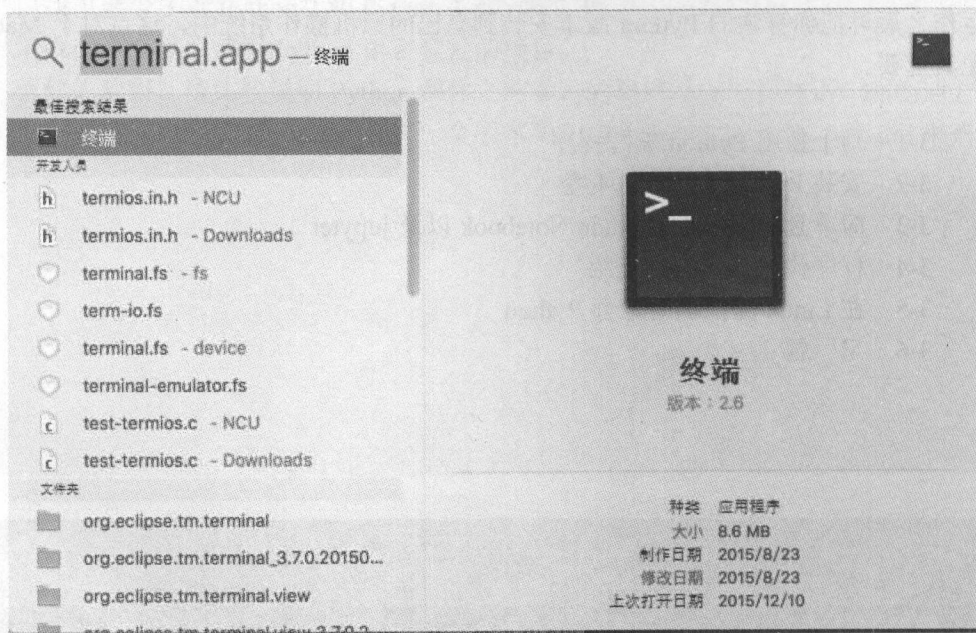 terminal.app — 终端
最佳搜索结果
终端
开发人员
termios.in.h - NCU
termios.in.h - Downloads
terminal.fs - fs
term-io.fs
terminal.fs - device
terminal-emulator.fs
test-termios.c - NCU
test-termios.c - Downloads
文件夹
org.eclipse.tm.terminal
org.eclipse.tm.terminal_3.7.0.20150...
org.eclipse.tm.terminal.view
>_
终端
版本：2.6
种类 应用程序
大小 8.6 MB
制作日期 2015/8/23
修改日期 2015/8/23
上次打开日期 2015/12/10